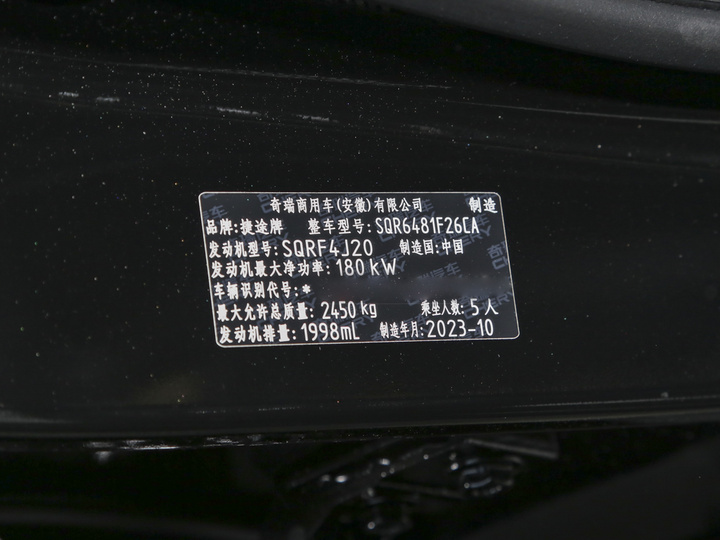 奇瑞商用车(安徽)有限公司 制造
品牌:捷途牌 整车型号:SQR6481F26CA
发动机型号:SQRF4J20 制造国:中国
发动机最大净功率:180kW
车辆识别代号:*
最大允许总质量:2450kg 乘坐人数:5人
发动机排量:1998mL 制造年月:2023-10